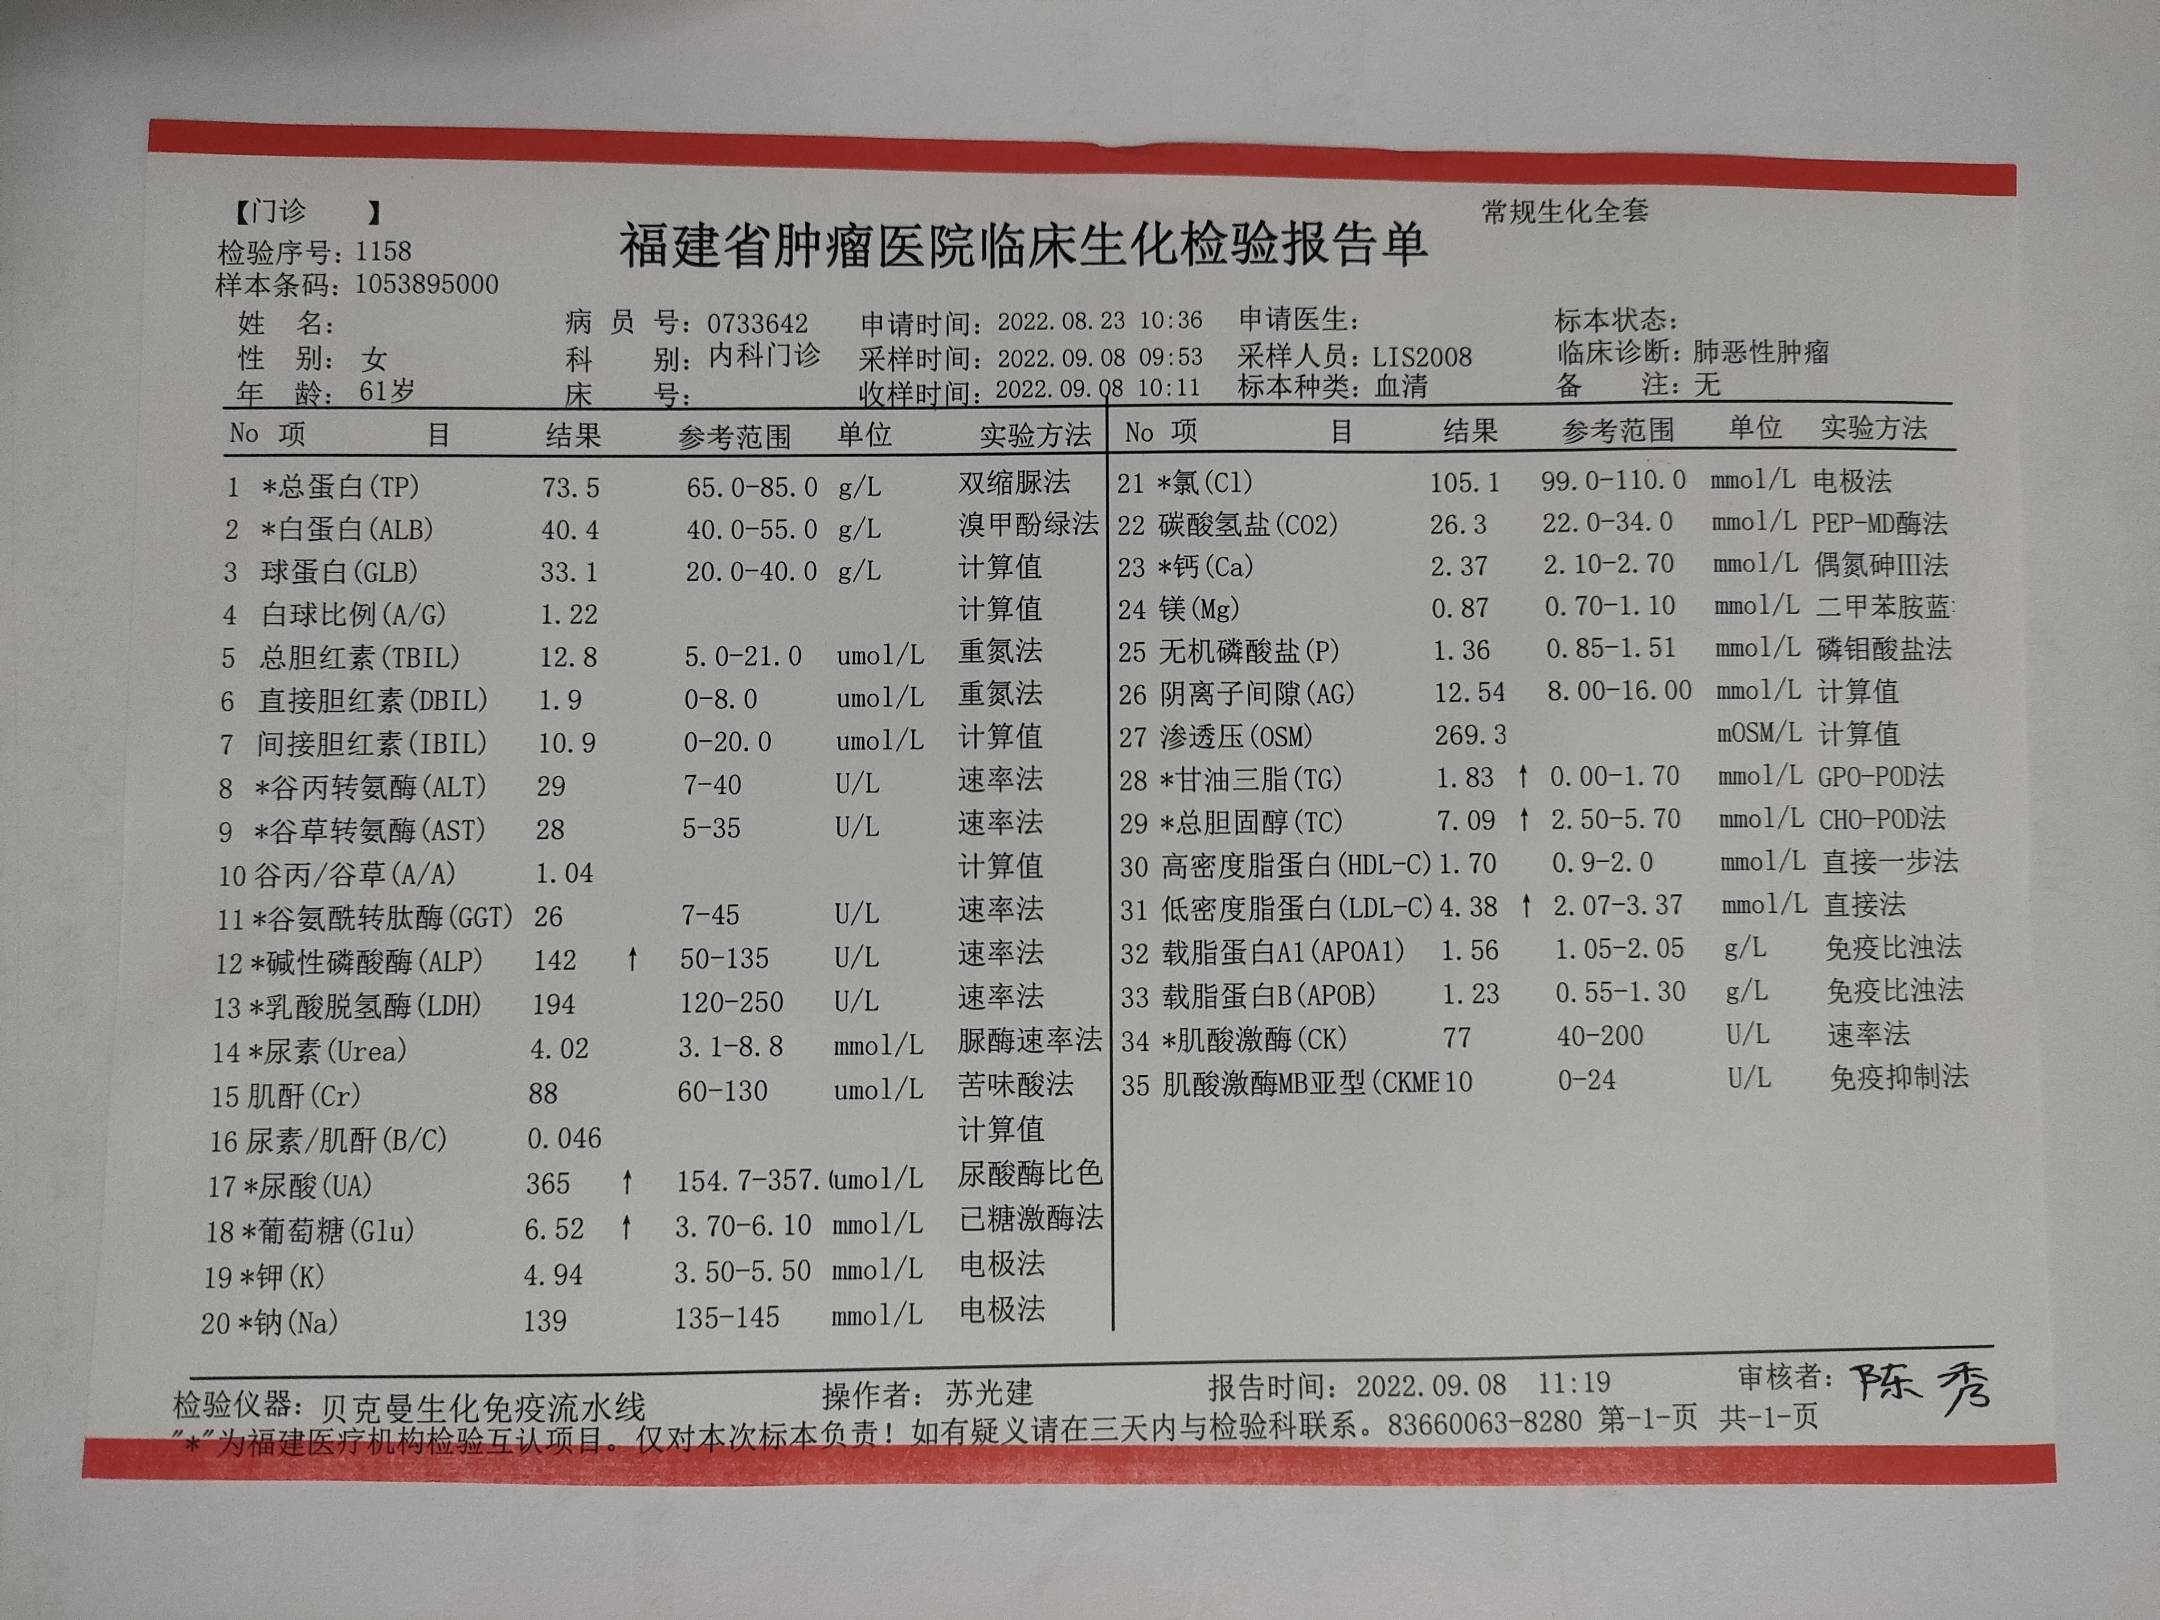 【门诊 】
常规生化全套
福建省肿瘤医院临床生化检验报告单
检验序号：1158
样本条码：1053895000
姓 名： 病 员 号：0733642 申请时间：2022.08.23 10:36 申请医生： 标本状态：
性 别：女 科 别：内科门诊 采样时间：2022.09.08 09:53 采样人员：LIS2008 临床诊断：肺恶性肿瘤
年 龄：61岁 床 号： 收样时间：2022.09.08 10:11 标本种类：血清 备 注：无
No 项 目 结果 参考范围 单位 实验方法
1 *总蛋白(TP) 73.5 65.0-85.0 g/L 双缩脲法
2 *白蛋白(ALB) 40.4 40.0-55.0 g/L 溴甲酚绿法
3 球蛋白(GLB) 33.1 20.0-40.0 g/L 计算值
4 白球比例(A/G) 1.22 计算值
5 总胆红素(TBIL) 12.8 5.0-21.0 umol/L 重氮法
6 直接胆红素(DBIL) 1.9 0-8.0 umol/L 重氮法
7 间接胆红素(IBIL) 10.9 0-20.0 umol/L 计算值
8 *谷丙转氨酶(ALT) 29 7-40 U/L 速率法
9 *谷草转氨酶(AST) 28 5-35 U/L 速率法
10 谷丙/谷草(A/A) 1.04 计算值
11 *谷氨酰转肽酶(GGT) 26 7-45 U/L 速率法
12 *碱性磷酸酶(ALP) 142 ↑ 50-135 U/L 速率法
13 *乳酸脱氢酶(LDH) 194 120-250 U/L 速率法
14 *尿素(Urea) 4.02 3.1-8.8 mmol/L 脲酶速率法
15 肌酐(Cr) 88 60-130 umol/L 苦味酸法
16 尿素/肌酐(B/C) 0.046 计算值
17 *尿酸(UA) 365 ↑ 154.7-357.( umol/L 尿酸酶比色
18 *葡萄糖(Glu) 6.52 ↑ 3.70-6.10 mmol/L 已糖激酶法
19 *钾(K) 4.94 3.50-5.50 mmol/L 电极法
20 *钠(Na) 139 135-145 mmol/L 电极法
No 项 目 结果 参考范围 单位 实验方法
21 *氯(Cl) 105.1 99.0-110.0 mmol/L 电极法
22 碳酸氢盐(CO2) 26.3 22.0-34.0 mmol/L PEP-MD酶法
23 *钙(Ca) 2.37 2.10-2.70 mmol/L 偶氮砷III法
24 镁(Mg) 0.87 0.70-1.10 mmol/L 二甲苯胺蓝
25 无机磷酸盐(P) 1.36 0.85-1.51 mmol/L 磷钼酸盐法
26 阴离子间隙(AG) 12.54 8.00-16.00 mmol/L 计算值
27 渗透压(OSM) 269.3 mOSM/L 计算值
28 *甘油三脂(TG) 1.83 ↑ 0.00-1.70 mmol/L GPO-POD法
29 *总胆固醇(TC) 7.09 ↑ 2.50-5.70 mmol/L CHO-POD法
30 高密度脂蛋白(HDL-C) 1.70 0.9-2.0 mmol/L 直接一步法
31 低密度脂蛋白(LDL-C) 4.38 ↑ 2.07-3.37 mmol/L 直接法
32 载脂蛋白A1(APOA1) 1.56 1.05-2.05 g/L 免疫比浊法
33 载脂蛋白B(APOB) 1.23 0.55-1.30 g/L 免疫比浊法
34 *肌酸激酶(CK) 77 40-200 U/L 速率法
35 肌酸激酶MB亚型(CKME 10 0-24 U/L 免疫抑制法
检验仪器：贝克曼生化免疫流水线 操作者：苏光建 报告时间：2022.09.08 11:19 审核者：陈秀
"*"为福建医疗机构检验互认项目。仅对本次标本负责！如有疑义请在三天内与检验科联系。83660063-8280 第-1-页 共-1-页